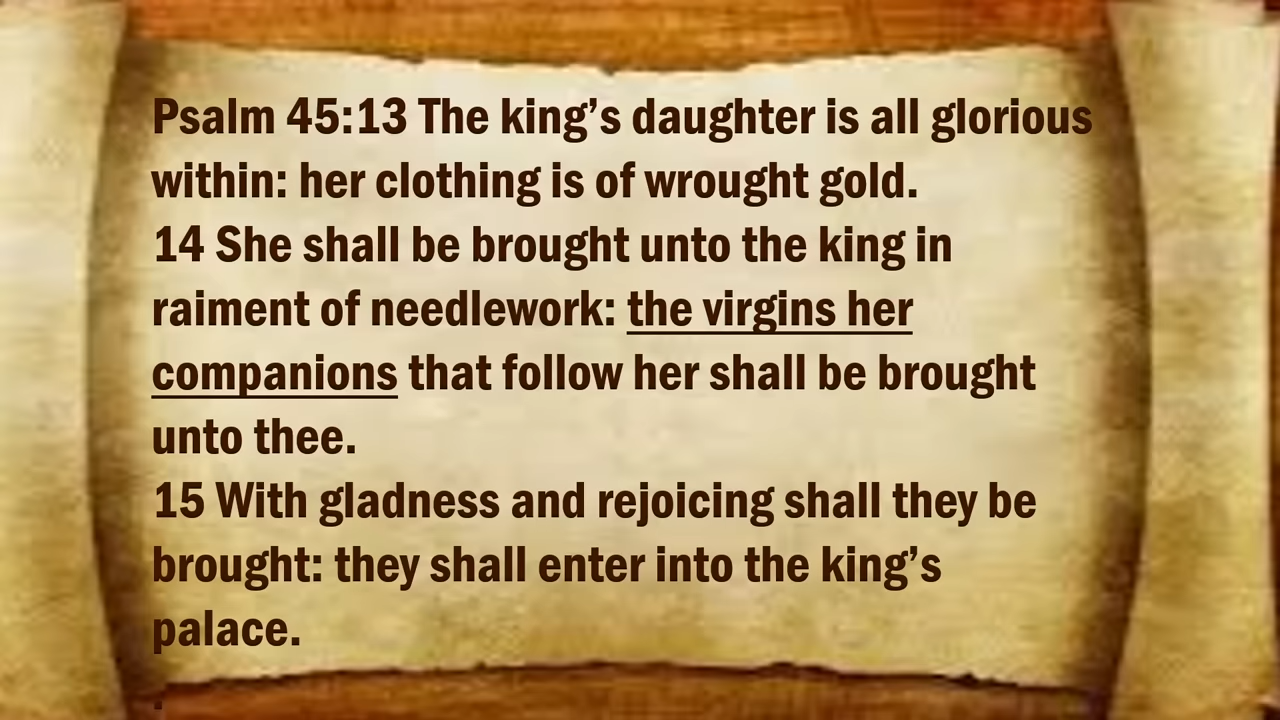 Psalm 45:13 The king’s daughter is all glorious
within: her clothing is of wrought gold.
14 She shall be brought unto the king in
raiment of needlework: the virgins her
companions that follow her shall be brought
unto thee.
15 With gladness and rejoicing shall they be
brought: they shall enter into the king’s
palace.
.